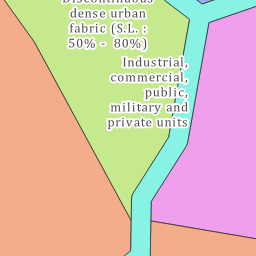 Discontinuous
dense urban
fabric (S.L. :
50% - 80%)
Industrial,
commercial,
public,
military and
private units